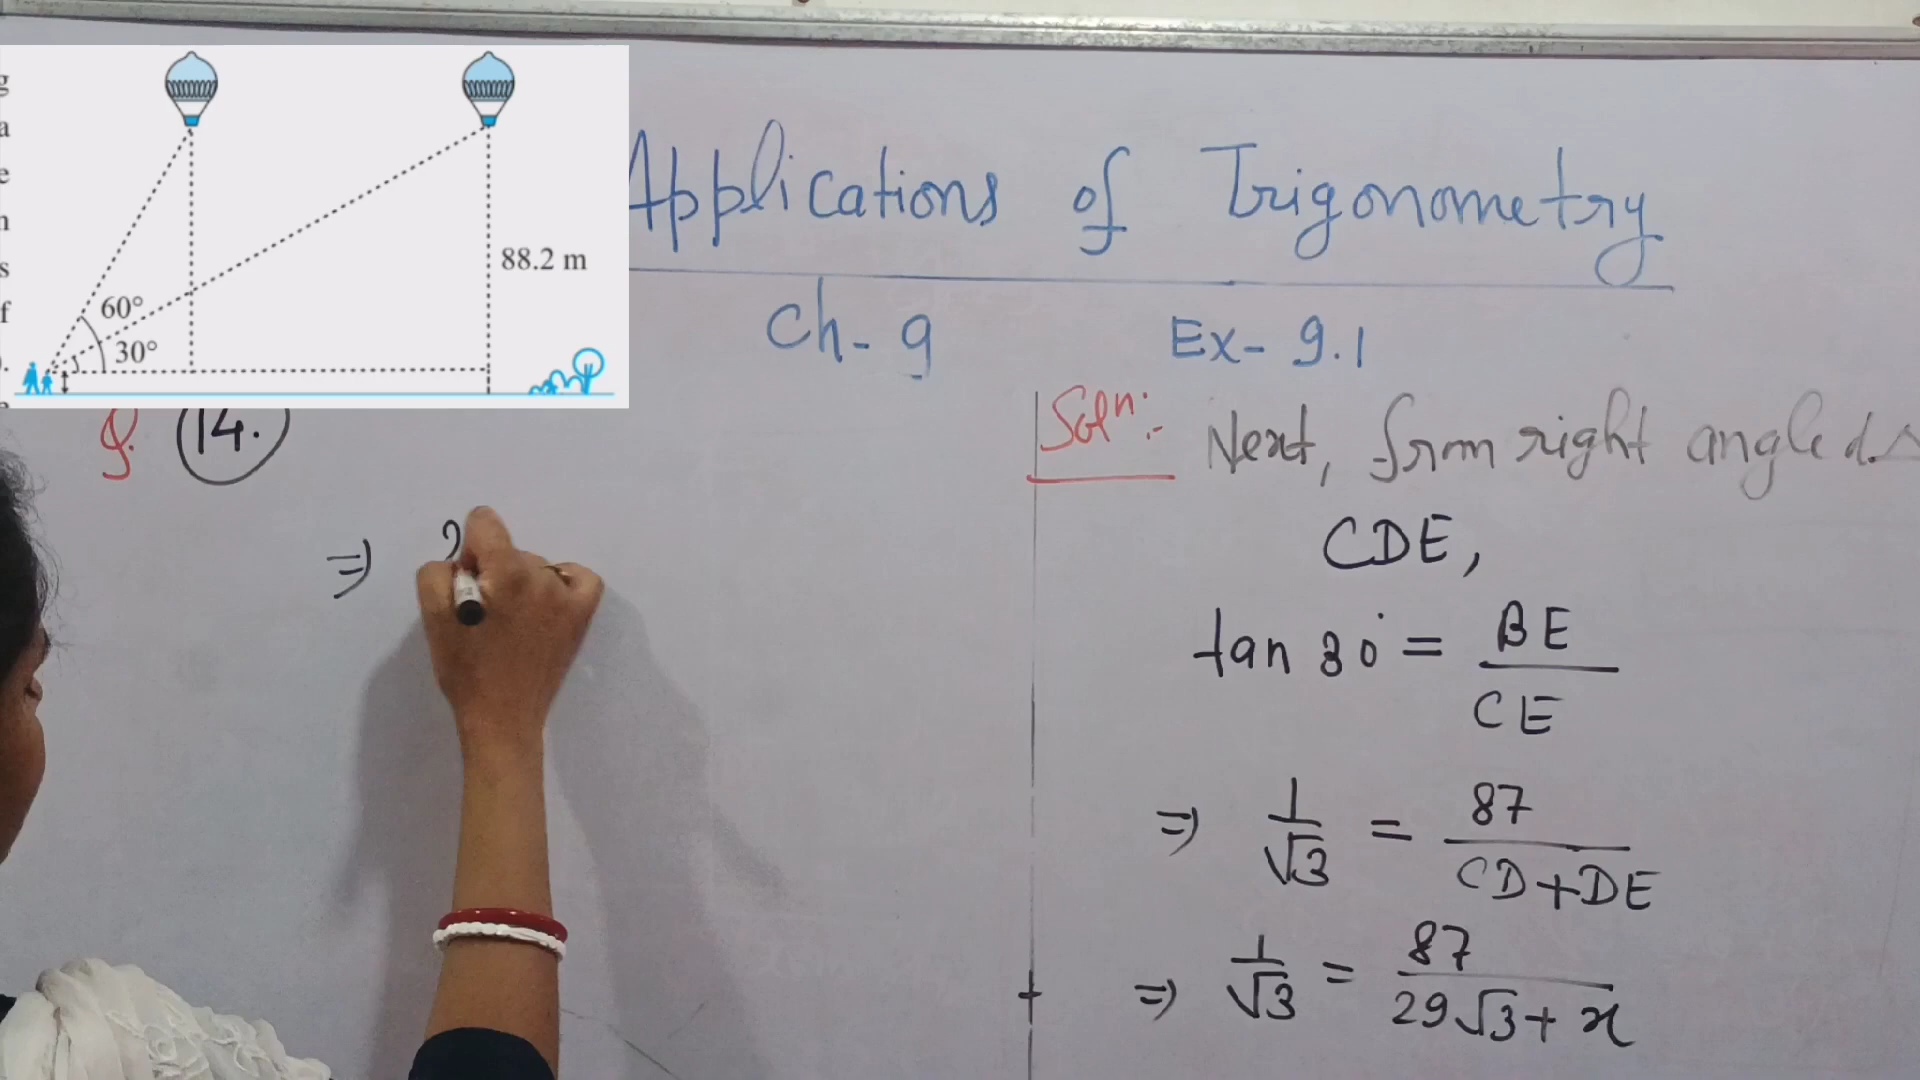 88.2 m
60°
30°
Applications of Trigonometry
Ch-9 Ex-9.1
Q. 14.
⇒ 2
Solⁿ:- Next, from right angled Δ
CDE,
tan 30° = BE / CE
⇒ 1/√3 = 87 / CD+DE
⇒ 1/√3 = 87 / 29√3+x